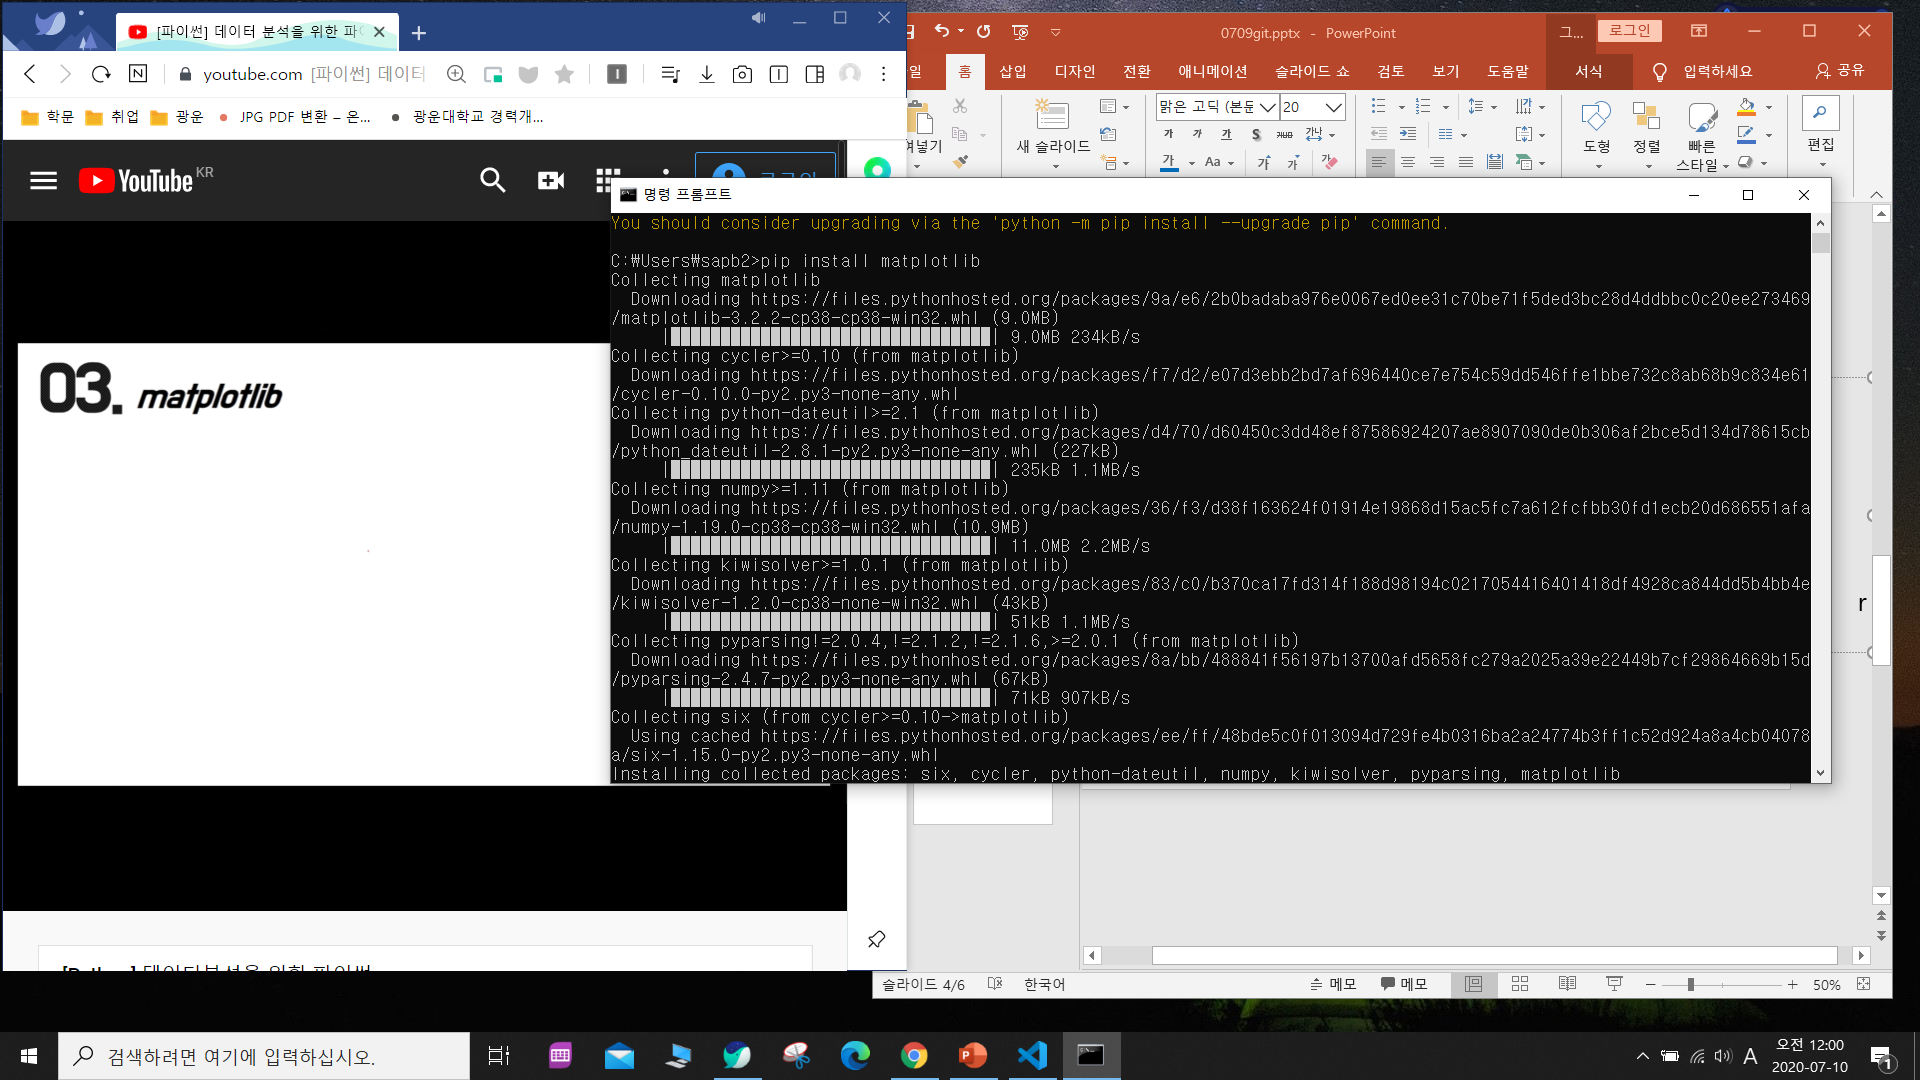 [파이썬] 데이터 분석을 위한 파이
youtube.com [파이썬] 데이터
학문
취업
광운
JPG PDF 변환 – 온...
광운대학교 경력개...
YouTube KR
03. matplotlib
0709git.pptx - PowerPoint
그...
로그인
홈
삽입
디자인
전환
애니메이션
슬라이드 쇼
검토
보기
도움말
서식
입력하세요
공유
새 슬라이드
맑은 고딕 (본문
20
도형
정렬
빠른
스타일
편집
명령 프롬프트
You should consider upgrading via the 'python -m pip install --upgrade pip' command.
C:₩Users₩sapb2>pip install matplotlib
Collecting matplotlib
Downloading https://files.pythonhosted.org/packages/9a/e6/2b0badaba976e0067ed0ee31c70be71f5ded3bc28d4ddbbc0c20ee273469
/matplotlib-3.2.2-cp38-cp38-win32.whl (9.0MB)
9.0MB 234kB/s
Collecting cycler>=0.10 (from matplotlib)
Downloading https://files.pythonhosted.org/packages/f7/d2/e07d3ebb2bd7af696440ce7e754c59dd546ffe1bbe732c8ab68b9c834e61
/cycler-0.10.0-py2.py3-none-any.whl
Collecting python-dateutil>=2.1 (from matplotlib)
Downloading https://files.pythonhosted.org/packages/d4/70/d60450c3dd48ef87586924207ae8907090de0b306af2bce5d134d78615cb
/python_dateutil-2.8.1-py2.py3-none-any.whl (227kB)
235kB 1.1MB/s
Collecting numpy>=1.11 (from matplotlib)
Downloading https://files.pythonhosted.org/packages/36/f3/d38f163624f01914e19868d15ac5fc7a612fcfbb30fd1ecb20d686551afa
/numpy-1.19.0-cp38-cp38-win32.whl (10.9MB)
11.0MB 2.2MB/s
Collecting kiwisolver>=1.0.1 (from matplotlib)
Downloading https://files.pythonhosted.org/packages/83/c0/b370ca17fd314f188d98194c0217054416401418df4928ca844dd5b4bb4e
/kiwisolver-1.2.0-cp38-none-win32.whl (43kB)
51kB 1.1MB/s
Collecting pyparsing!=2.0.4,!=2.1.2,!=2.1.6,>=2.0.1 (from matplotlib)
Downloading https://files.pythonhosted.org/packages/8a/bb/488841f56197b13700afd5658fc279a2025a39e22449b7cf29864669b15d
/pyparsing-2.4.7-py2.py3-none-any.whl (67kB)
71kB 907kB/s
Collecting six (from cycler>=0.10->matplotlib)
Using cached https://files.pythonhosted.org/packages/ee/ff/48bde5c0f013094d729fe4b0316ba2a24774b3ff1c52d924a8a4cb04078
a/six-1.15.0-py2.py3-none-any.whl
Installing collected packages: six, cycler, python-dateutil, numpy, kiwisolver, pyparsing, matplotlib
r
[Python] 데이터분석을 위한 파이썬
슬라이드 4/6
한국어
메모
메모
50%
검색하려면 여기에 입력하십시오.
A
오전 12:00
2020-07-10
1